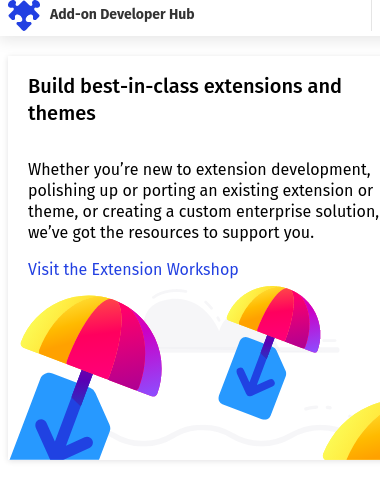 Add-on Developer Hub
Build best-in-class extensions and
themes
Whether you’re new to extension development,
polishing up or porting an existing extension or
theme, or creating a custom enterprise solution,
we’ve got the resources to support you.
Visit the Extension Workshop